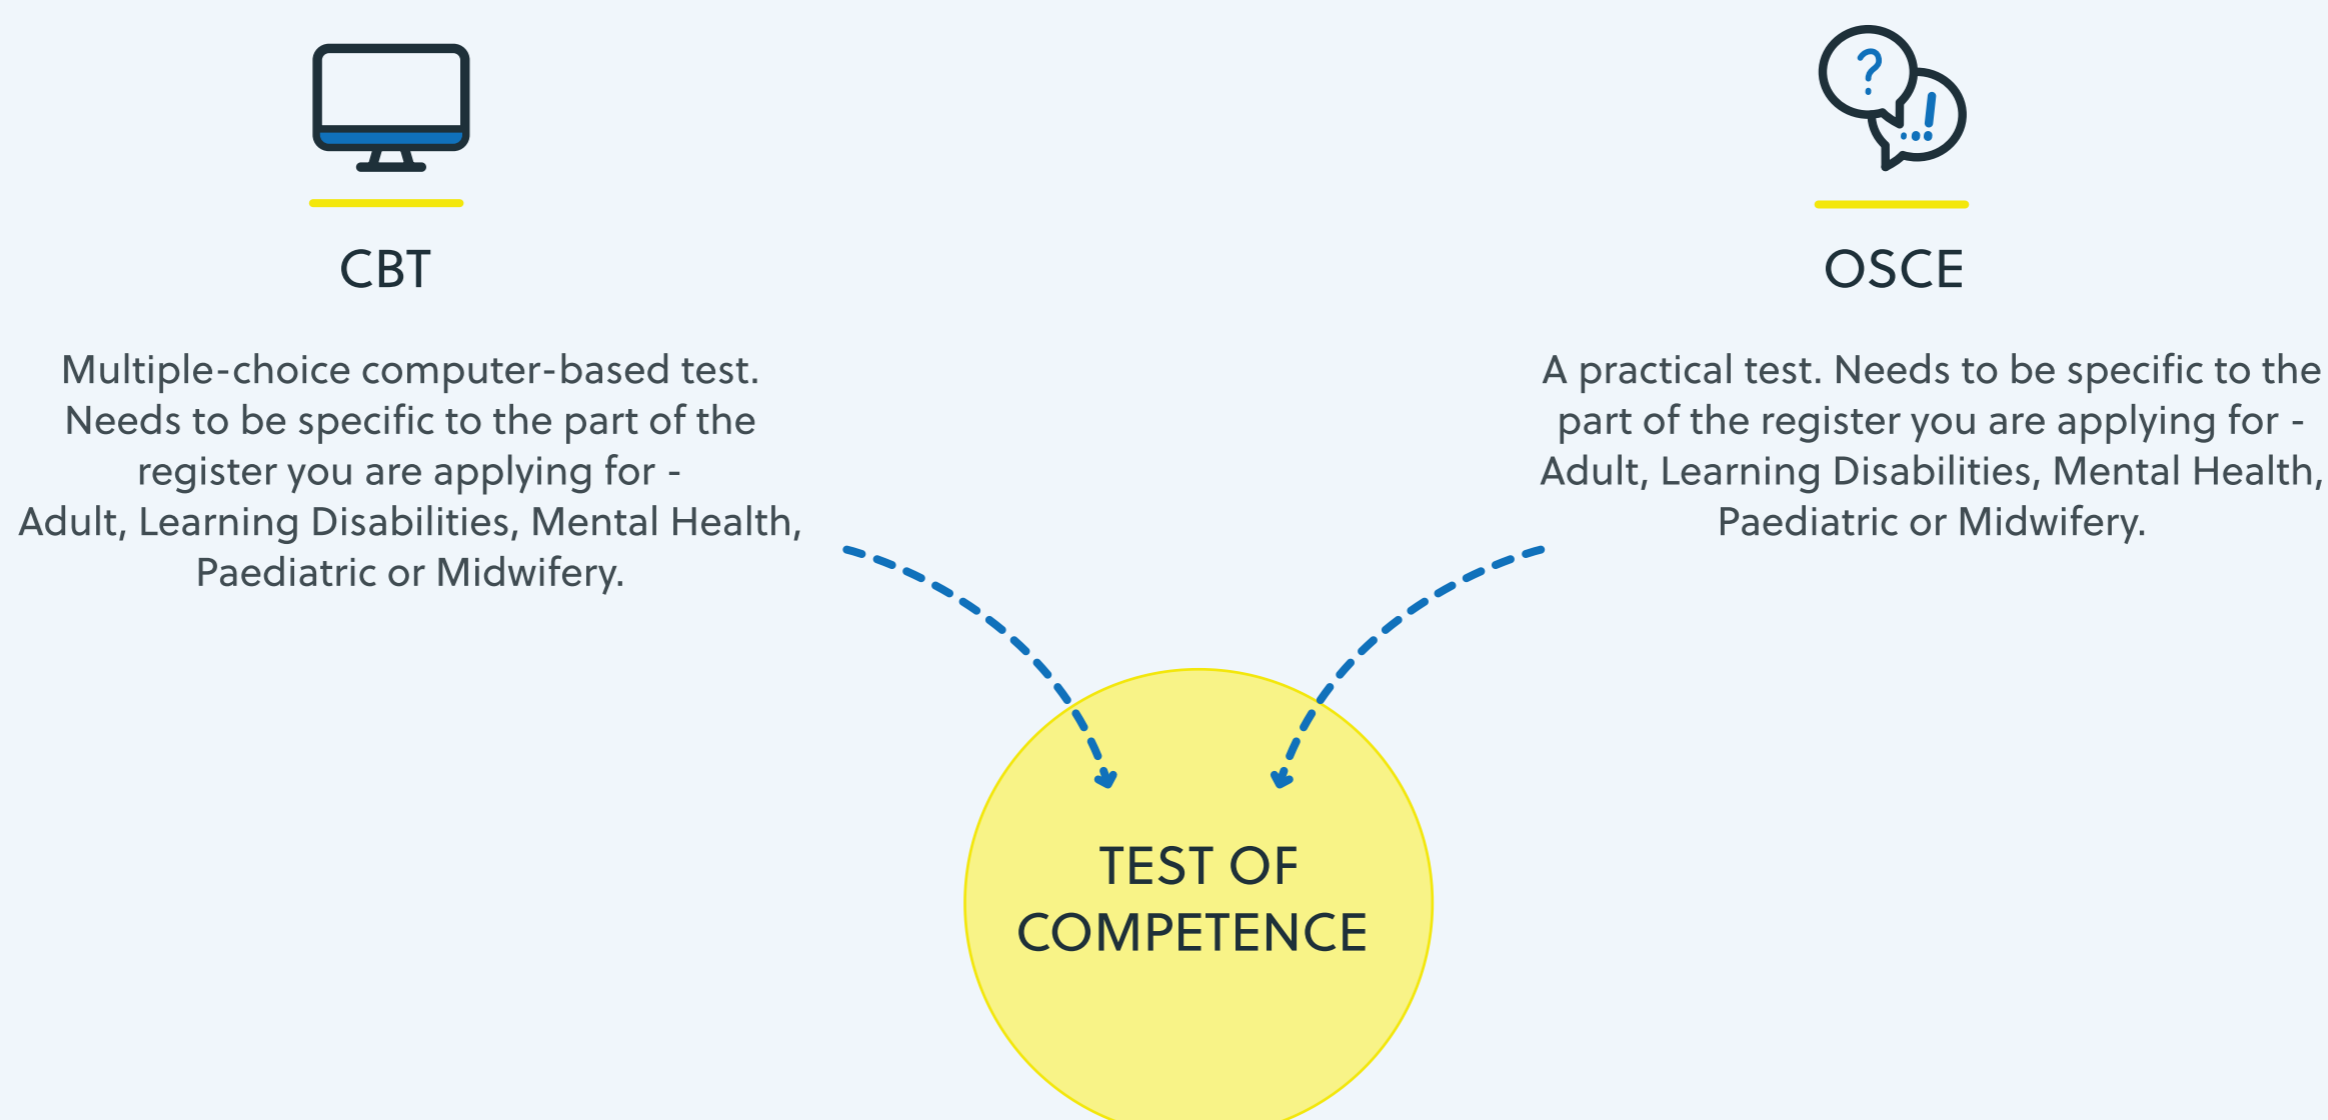 CBT
Multiple-choice computer-based test.
Needs to be specific to the part of the
register you are applying for -
Adult, Learning Disabilities, Mental Health,
Paediatric or Midwifery.
?
...!
OSCE
A practical test. Needs to be specific to the
part of the register you are applying for -
Adult, Learning Disabilities, Mental Health,
Paediatric or Midwifery.
TEST OF
COMPETENCE